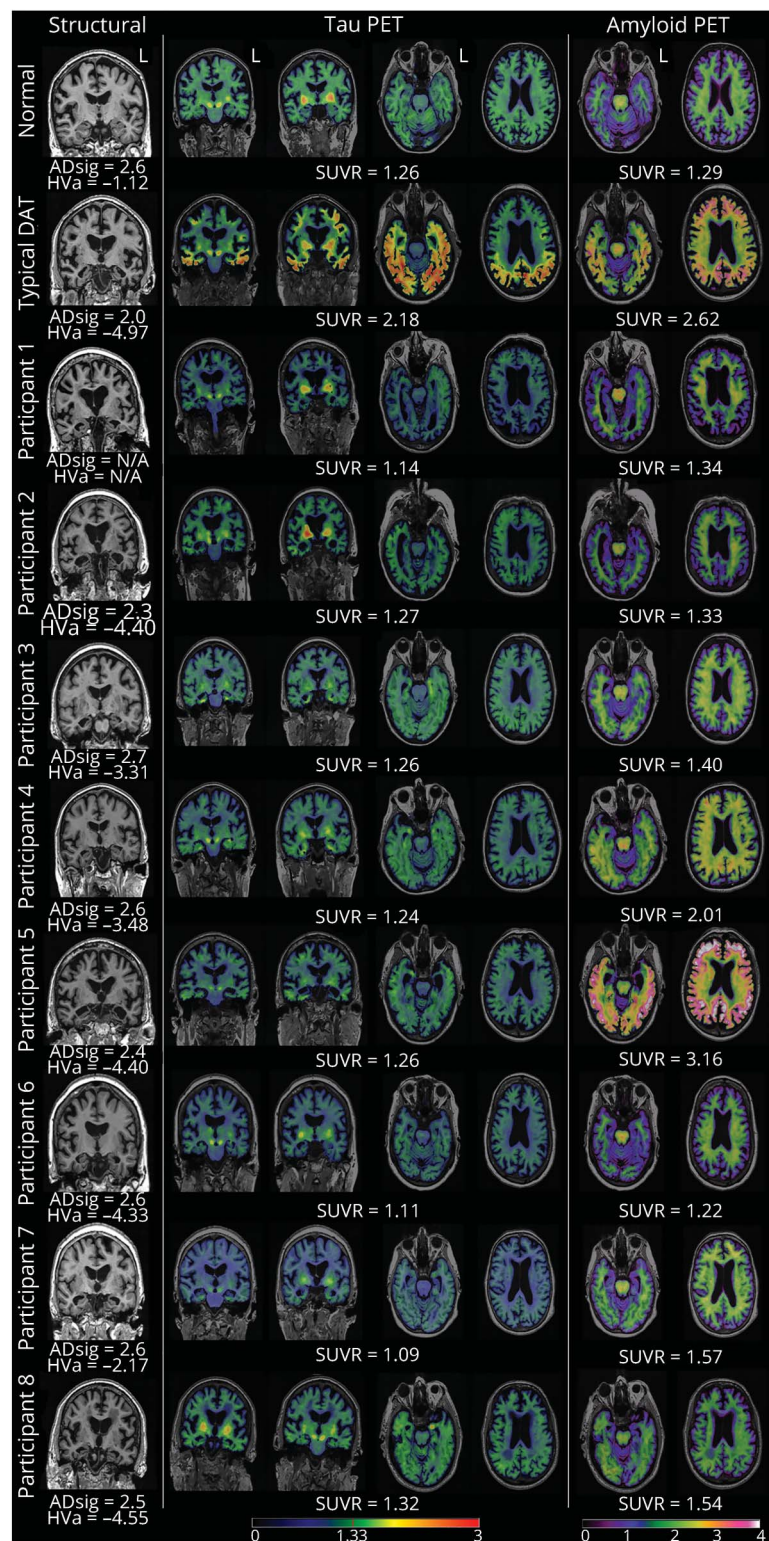 Structural Tau PET Amyloid PET
Normal
L L L
ADsig = 2.6
HVa = –1.12
SUVR = 1.26
SUVR = 1.29
Typical DAT
ADsig = 2.0
HVa = –4.97
SUVR = 2.18
SUVR = 2.62
Particpant 1
ADsig = N/A
HVa = N/A
SUVR = 1.14
SUVR = 1.34
Participant 2
ADsig = 2.3
HVa = –4.40
SUVR = 1.27
SUVR = 1.33
Participant 3
ADsig = 2.7
HVa = –3.31
SUVR = 1.26
SUVR = 1.40
Participant 4
ADsig = 2.6
HVa = –3.48
SUVR = 1.24
SUVR = 2.01
Participant 5
ADsig = 2.4
HVa = –4.40
SUVR = 1.26
SUVR = 3.16
Participant 6
ADsig = 2.6
HVa = –4.33
SUVR = 1.11
SUVR = 1.22
Participant 7
ADsig = 2.6
HVa = –2.17
SUVR = 1.09
SUVR = 1.57
Participant 8
ADsig = 2.5
HVa = –4.55
SUVR = 1.32
SUVR = 1.54
0 1.33 3
0 1 2 3 4